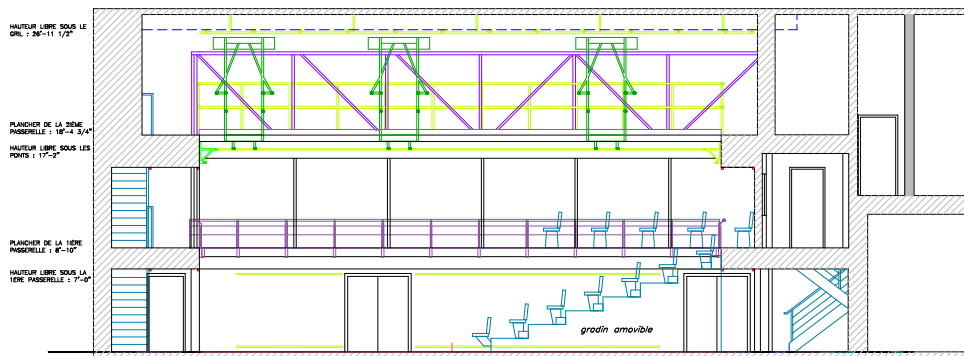 HAUTEUR LIBRE SOUS LE
GRIL : 26'-11 1/2"
PLANCHER DE LA 2IÈME
PASSERELLE : 18'-4 3/4"
HAUTEUR LIBRE SOUS LES
PONTS : 17'-2"
PLANCHER DE LA 1IÈRE
PASSERELLE : 8'-10"
HAUTEUR LIBRE SOUS LA
1ÈRE PASSERELLE : 7'-0"
gradin amovible